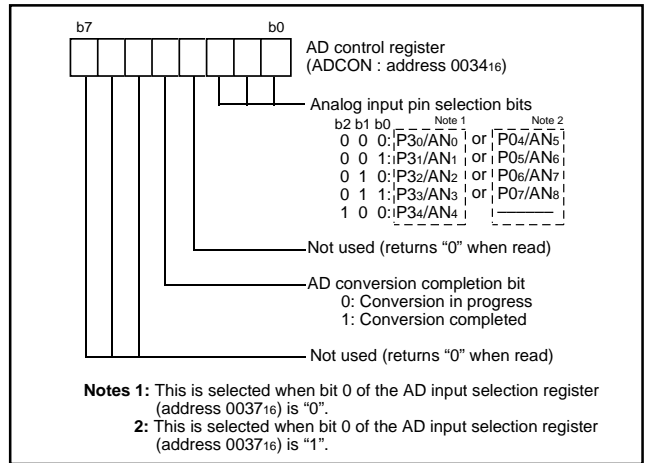 b7 b0
AD control register
(ADCON : address 003416)
Analog input pin selection bits
b2 b1 b0 Note 1 Note 2
0 0 0: P30/AN0 or P04/AN5
0 0 1: P31/AN1 or P05/AN6
0 1 0: P32/AN2 or P06/AN7
0 1 1: P33/AN3 or P07/AN8
1 0 0: P34/AN4 ———
Not used (returns “0” when read)
AD conversion completion bit
0: Conversion in progress
1: Conversion completed
Not used (returns “0” when read)
Notes 1: This is selected when bit 0 of the AD input selection register
(address 003716) is “0”.
2: This is selected when bit 0 of the AD input selection register
(address 003716) is “1”.